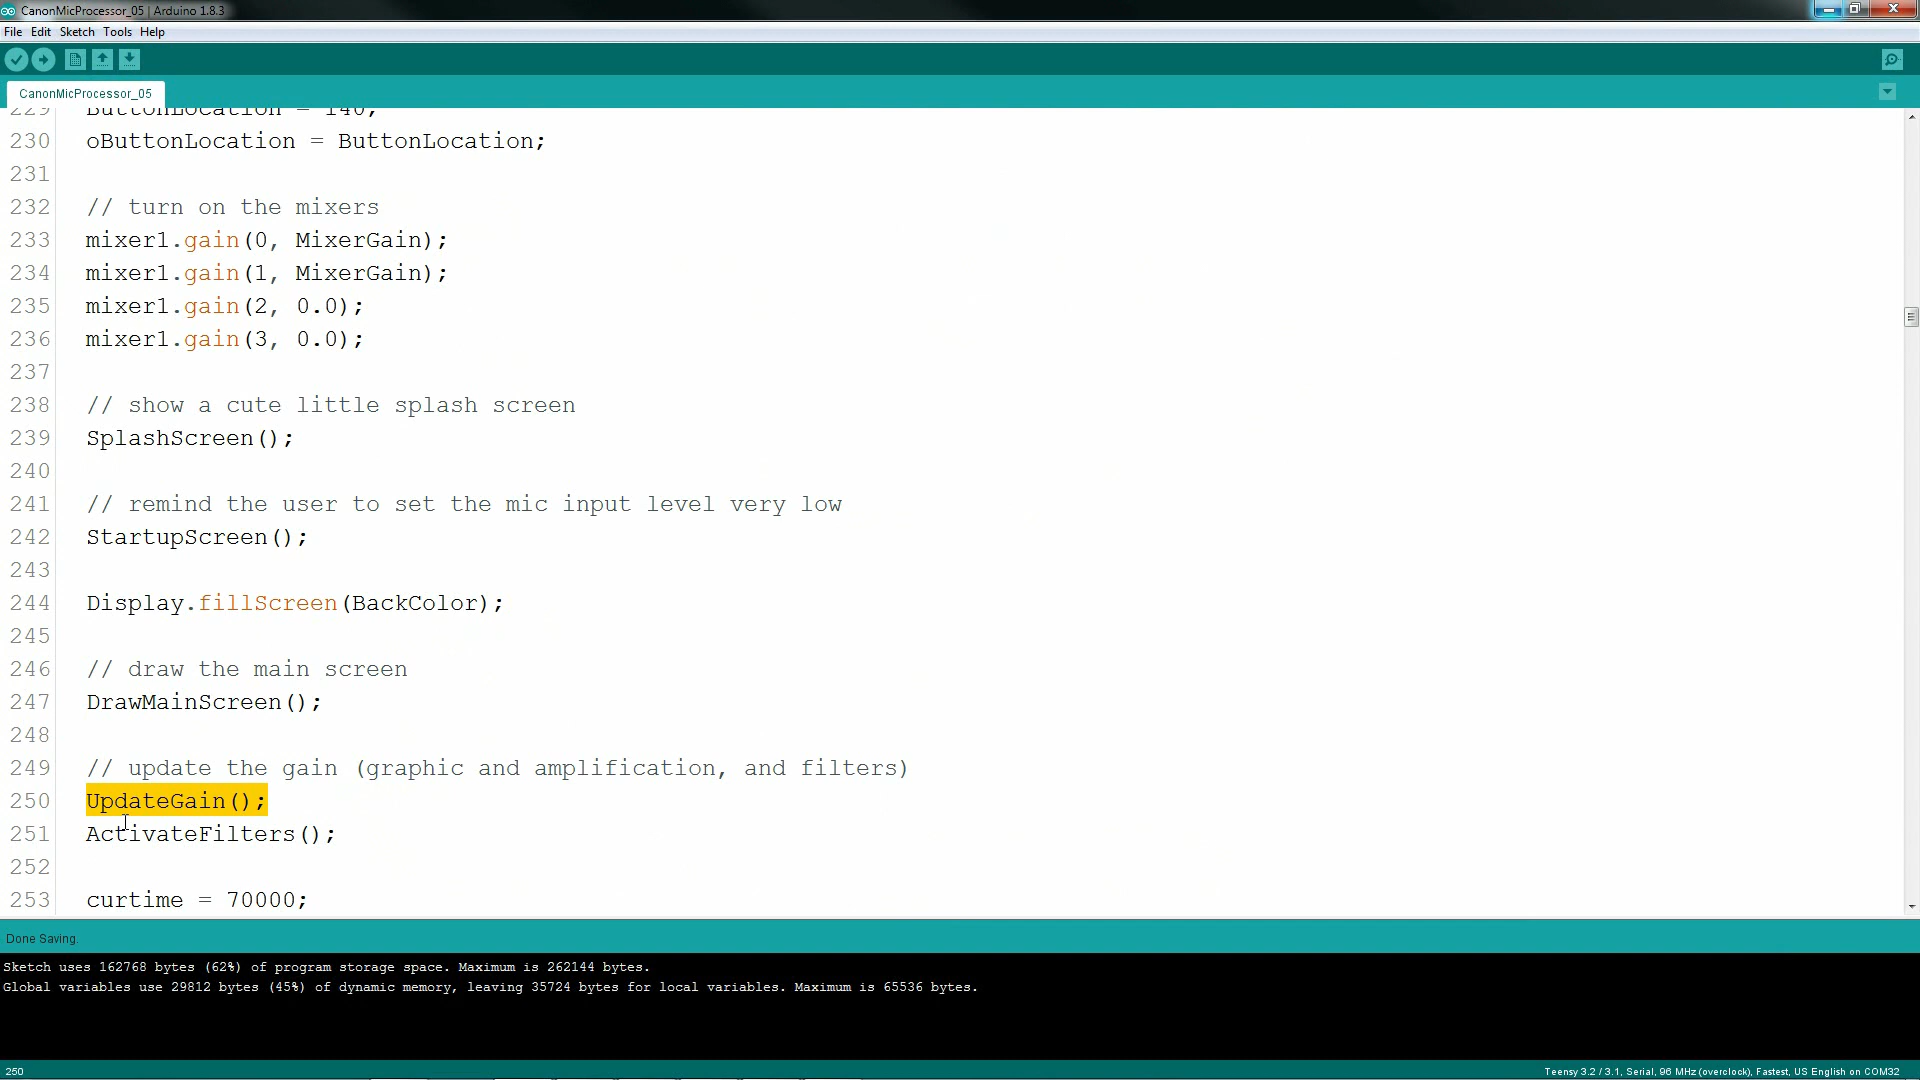 CanonMicProcessor_05 | Arduino 1.8.3
File Edit Sketch Tools Help
CanonMicProcessor_05
229 ButtonLocation = 140;
230 oButtonLocation = ButtonLocation;
231
232 // turn on the mixers
233 mixer1.gain(0, MixerGain);
234 mixer1.gain(1, MixerGain);
235 mixer1.gain(2, 0.0);
236 mixer1.gain(3, 0.0);
237
238 // show a cute little splash screen
239 SplashScreen();
240
241 // remind the user to set the mic input level very low
242 StartupScreen();
243
244 Display.fillScreen(BackColor);
245
246 // draw the main screen
247 DrawMainScreen();
248
249 // update the gain (graphic and amplification, and filters)
250 UpdateGain();
251 ActivateFilters();
252
253 curtime = 70000;
Done Saving.
Sketch uses 162768 bytes (62%) of program storage space. Maximum is 262144 bytes.
Global variables use 29812 bytes (45%) of dynamic memory, leaving 35724 bytes for local variables. Maximum is 65536 bytes.
250
Teensy 3.2 / 3.1, Serial, 96 MHz (overclock), Fastest, US English on COM32